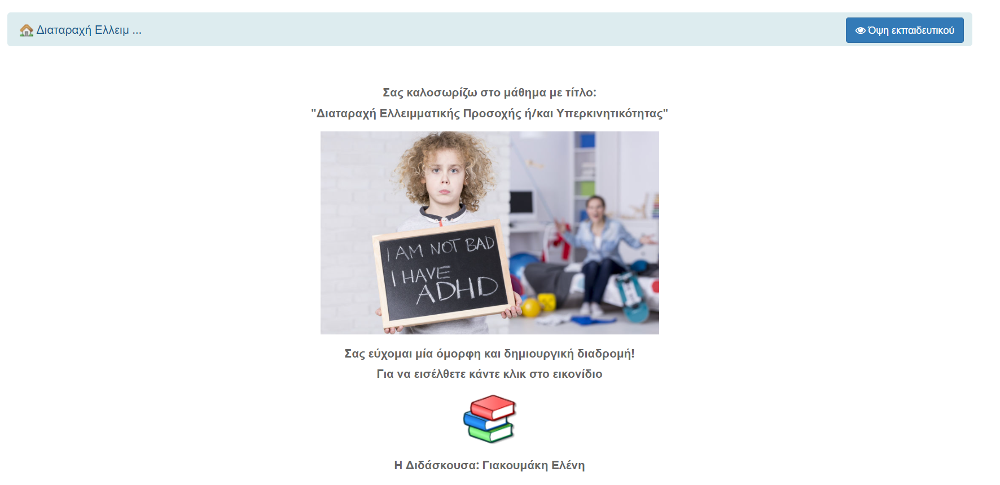 Διαταραχή Ελλειμ ...
Όψη εκπαιδευτικού
Σας καλοσωρίζω στο μάθημα με τίτλο:
"Διαταραχή Ελλειμματικής Προσοχής ή/και Υπερκινητικότητας"
I AM NOT BAD
I HAVE
ADHD
Σας εύχομαι μία όμορφη και δημιουργική διαδρομή!
Για να εισέλθετε κάντε κλικ στο εικονίδιο
Η Διδάσκουσα: Γιακουμάκη Ελένη